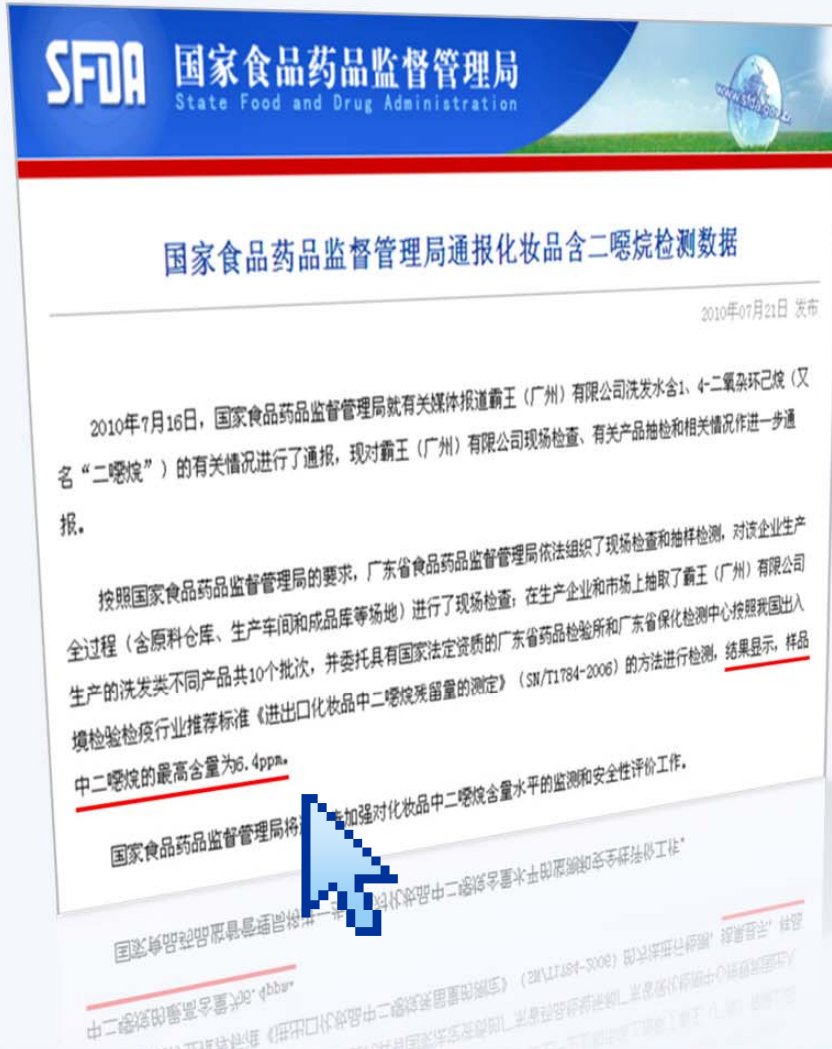 SFDA 国家食品药品监督管理局
State Food and Drug Administration
www.sfda.gov.cn
国家食品药品监督管理局通报化妆品含二噁烷检测数据
2010年07月21日 发布
2010年7月16日，国家食品药品监督管理局就有关媒体报道霸王（广州）有限公司洗发水含1、4-二氧杂环己烷（又
名“二噁烷”）的有关情况进行了通报，现对霸王（广州）有限公司现场检查、有关产品抽检和相关情况作进一步通
报。
按照国家食品药品监督管理局的要求，广东省食品药品监督管理局依法组织了现场检查和抽样检测，对该企业生产
全过程（含原料仓库、生产车间和成品库等场地）进行了现场检查；在生产企业和市场上抽取了霸王（广州）有限公司
生产的洗发类不同产品共10个批次，并委托具有国家法定资质的广东省药品检验所和广东省保化检测中心按照我国出入
境检验检疫行业推荐标准《进出口化妆品中二噁烷残留量的测定》（SN/T1784-2006）的方法进行检测，结果显示，样品
中二噁烷的最高含量为6.4ppm。
国家食品药品监督管理局将加强对化妆品中二噁烷含量水平的监测和安全性评价工作。